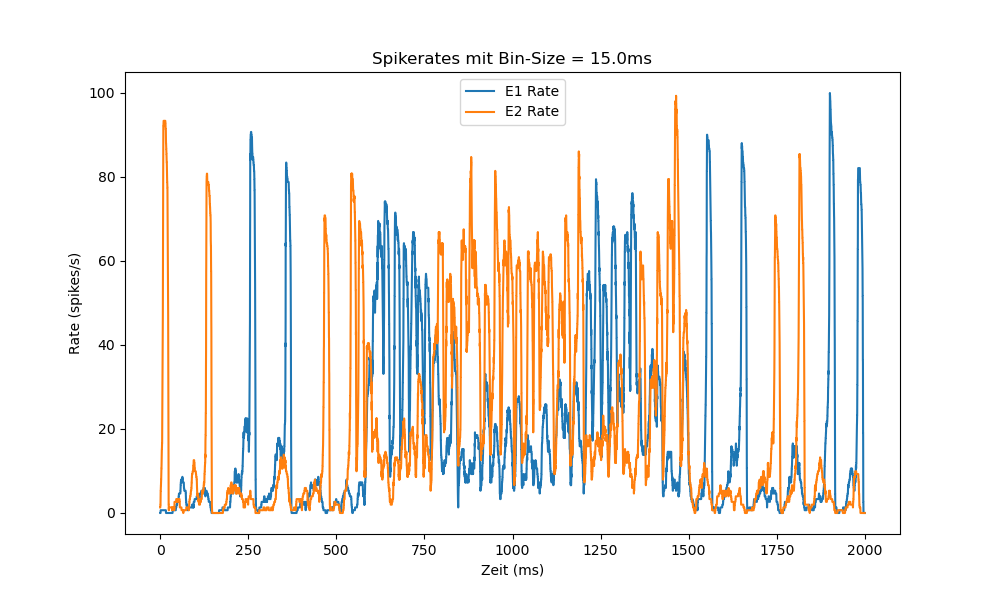 Spikerates mit Bin-Size = 15.0ms
E1 Rate
E2 Rate
Rate (spikes/s)
100
80
60
40
20
0
0 250 500 750 1000 1250 1500 1750 2000
Zeit (ms)